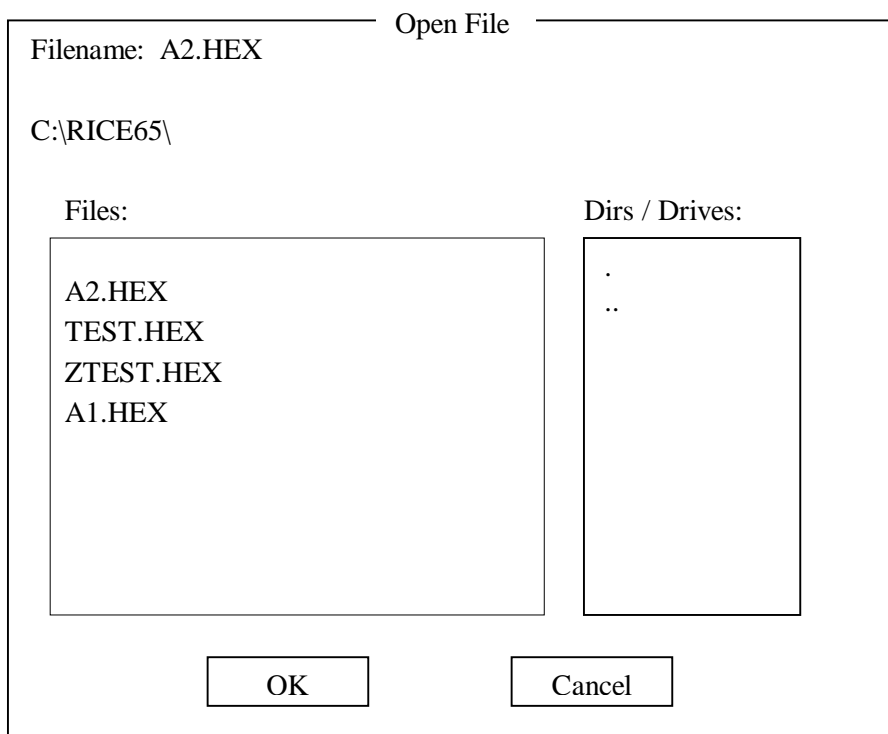 Open File
Filename: A2.HEX
C:\RICE65\
Files:
Dirs / Drives:
A2.HEX
TEST.HEX
ZTEST.HEX
A1.HEX
.
..
OK
Cancel